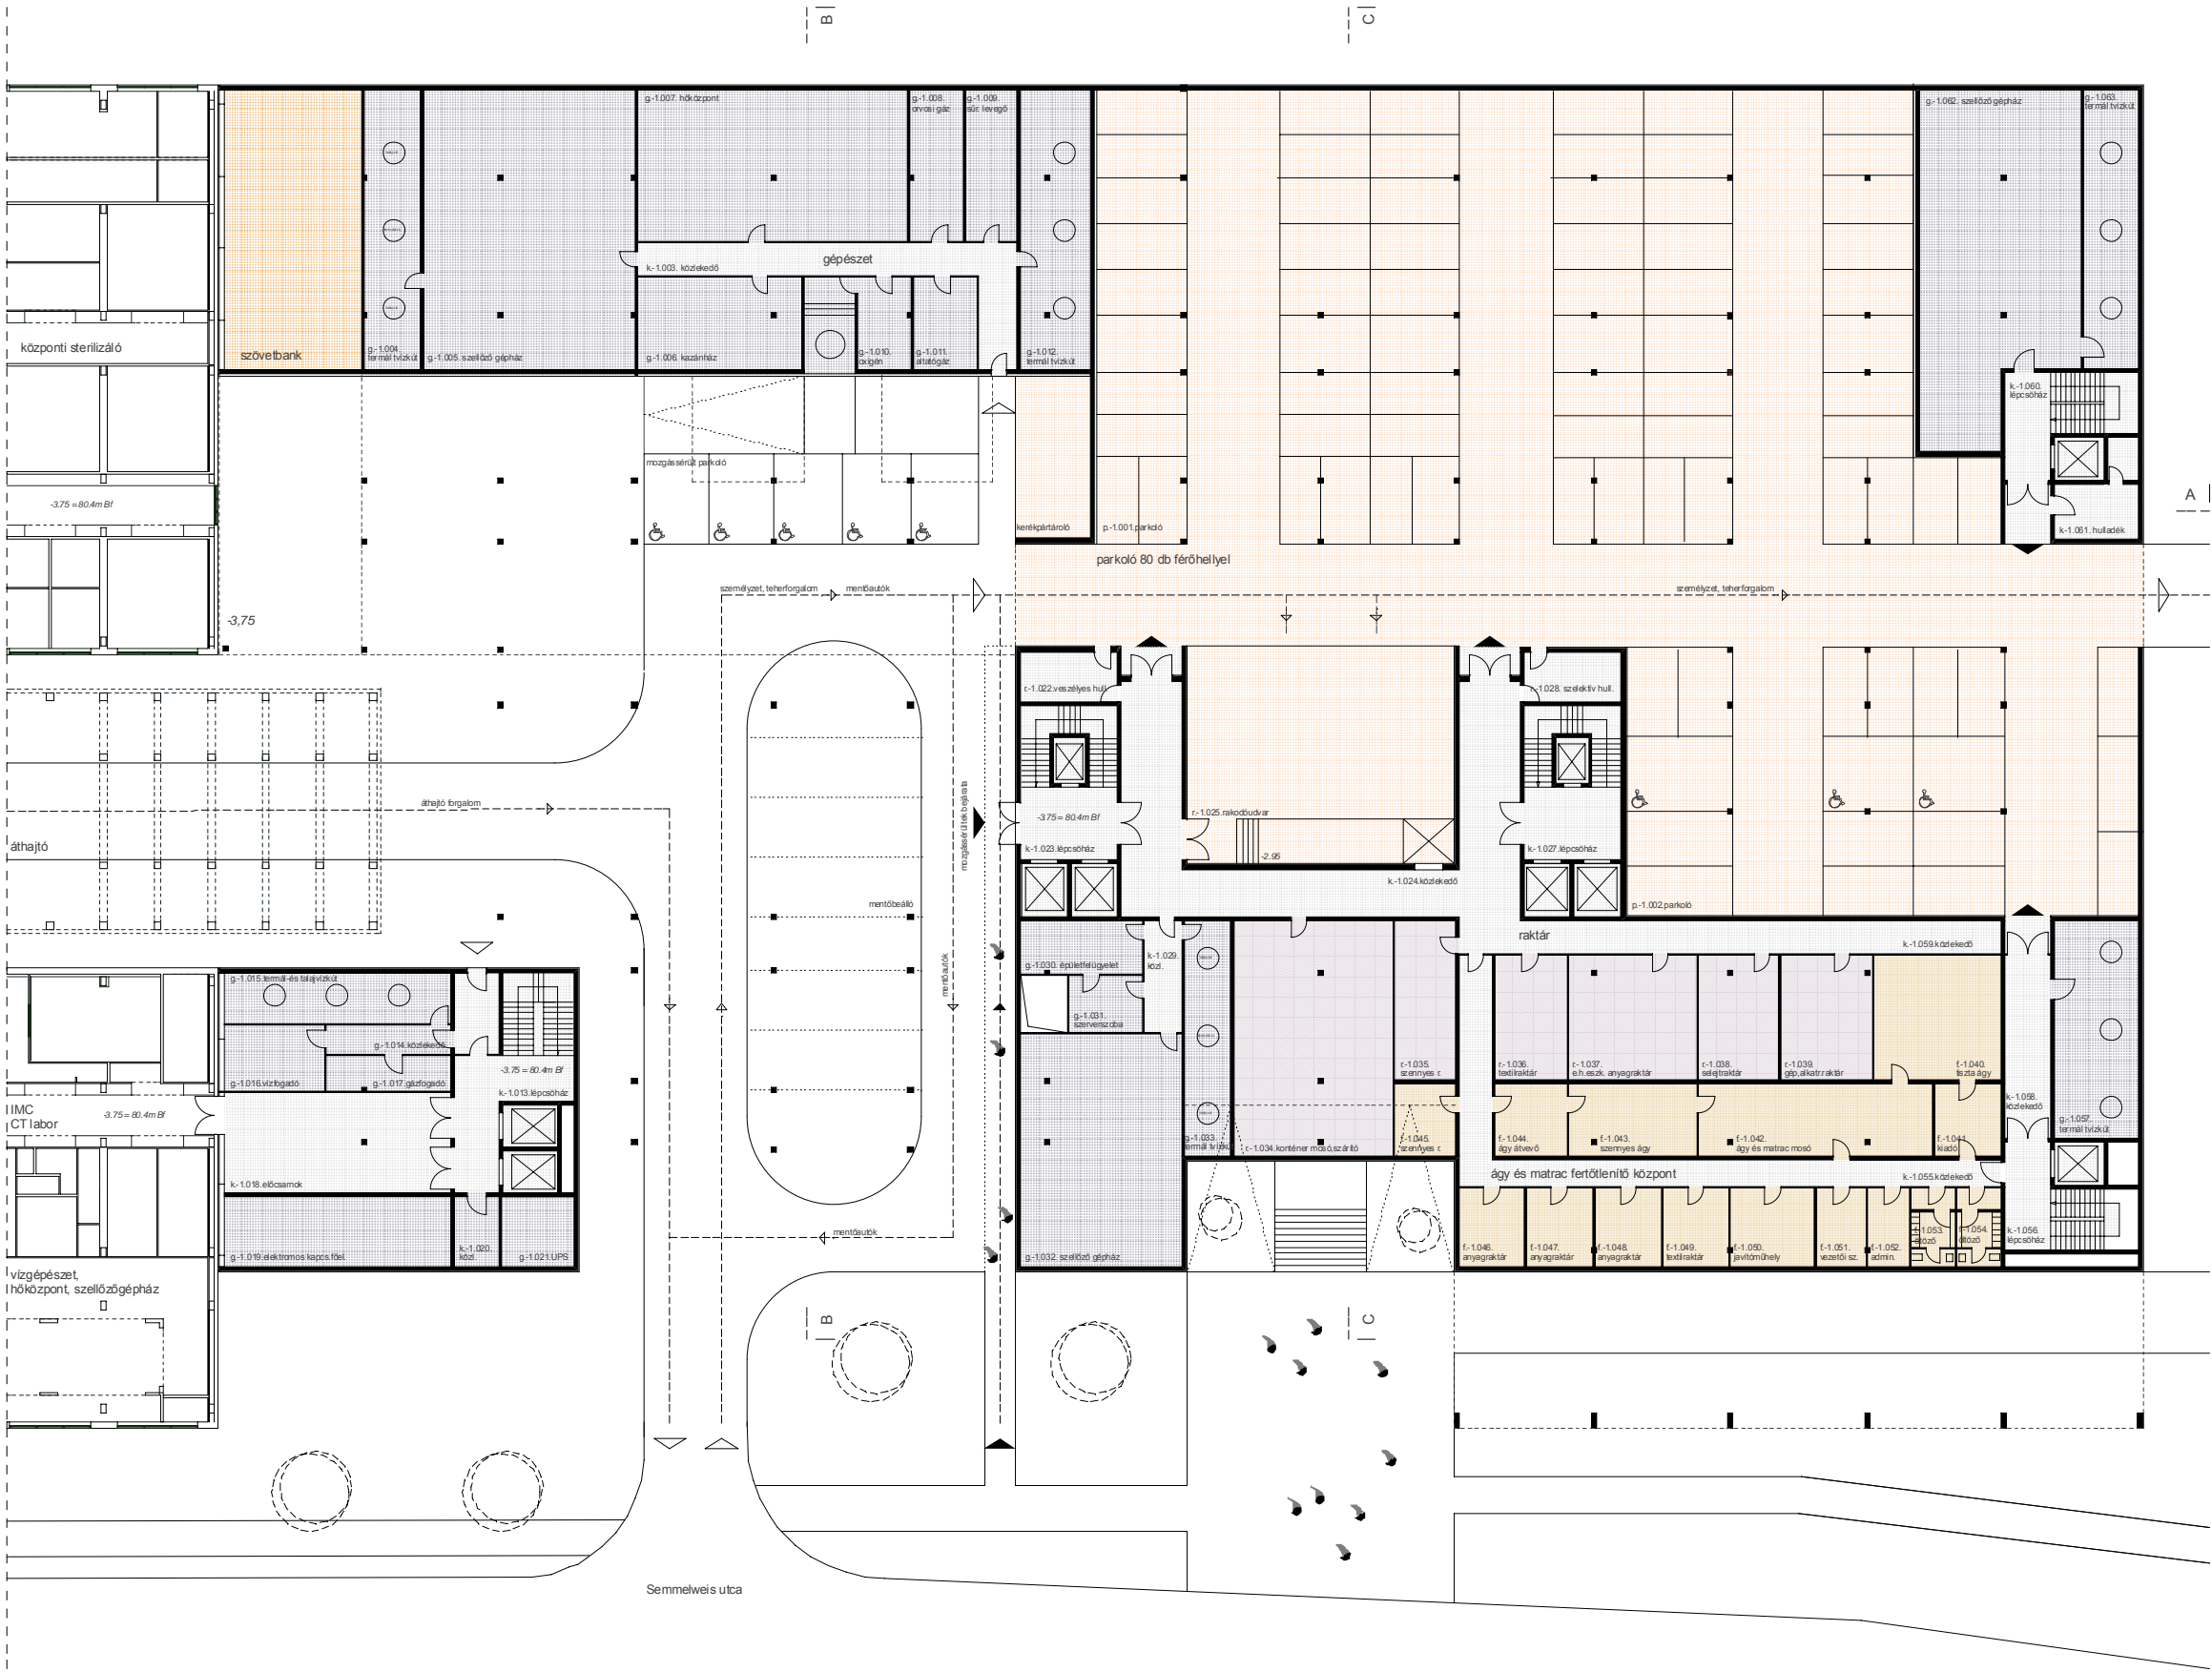 B
C
g.-1.007. hőközpont
g.-1.008.
orvosi gáz
g.-1.009.
sűr. levegő
g.-1.062. szellőző gépház
g.-1.063.
termál tvízkút
gépészet
k.-1.003. közlekedő
központi sterilizáló
szövetbank
g.-1.004.
termál tvízkút
g.-1.005. szellőző gépház
g.-1.006. kazánház
g.-1.010.
oxigén
g.-1.011.
altatógáz
g.-1.012.
termál tvízkút
k.-1.060.
lépcsőház
mozgássérült parkoló
-3.75 = 80.4m Bf
A
kerékpártároló
p.-1.001.parkoló
k.-1.061. hulladék
parkoló 80 db férőhellyel
személyzet, teherforgalom
mentőautók
személyzet, teherforgalom
-3,75
r.-1.022.veszélyes hull.
r.-1.028. szelektív hull.
áthajtó forgalom
mozgássérültek bejárata
r.-1.025.rakodóudvar
-3.75 = 80.4m Bf
áthajtó
k.-1.023.lépcsőház
-2.95
k.-1.027.lépcsőház
k.-1.024.közlekedő
mentőbeálló
p.-1.002.parkoló
raktár
k.-1.059.közlekedő
mentőautók
g.-1.030. épületfelügyelet
k.-1.029.
közl.
g.-1.015.termál-és talajvízkút
g.-1.031.
szerverszoba
g.-1.014.közlekedő
g.-1.016.vízfogadó
g.-1.017.gázfogadó
-3.75 = 80.4m Bf
k.-1.013.lépcsőház
r.-1.035.
szennyes r.
r.-1.036.
textilraktár
r.-1.037.
e.h.eszk. anyagraktár
r.-1.038.
selejtraktár
r.-1.039.
gép,alkatr.raktár
f.-1.040.
tiszta ágy
IMC
CT labor
-3.75 = 80.4m Bf
k.-1.058.
közlekedő
g.-1.057.
termál tvízkút
g.-1.033.
termál tvízkút
r.-1.034.konténer mosó,szárító
f.-1.045.
szennyes r.
f.-1.044.
ágy átvevő
f.-1.043.
szennyes ágy
f.-1.042.
ágy és matrac mosó
f.-1.041.
kiadó
ágy és matrac fertőtlenítő központ
k.-1.055.közlekedő
k.-1.018.előcsarnok
mentőautók
g.-1.019.elektromos kapcs.főel.
k.-1.020.
közl.
g.-1.021.UPS
g.-1.032. szellőző gépház
f.-1.046.
anyagraktár
f.-1.047.
anyagraktár
f.-1.048.
anyagraktár
f.-1.049.
textilraktár
f.-1.050.
javítóműhely
f.-1.051.
vezetői sz.
f.-1.052.
admin.
f.-1.053.
öltöző
f.-1.054.
öltöző
k.-1.056.
lépcsőház
vízgépészet,
hőközpont, szellőzőgépház
B
C
Semmelweis utca